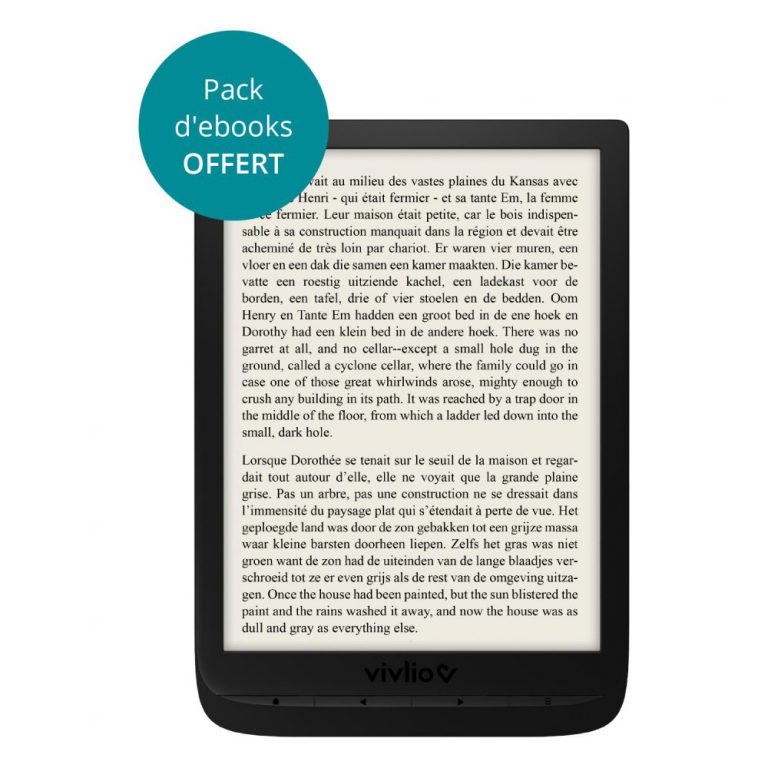 Pack
d'ebooks
OFFERT
vait au milieu des vastes plaines du Kansas avec
Henri - qui était fermier - et sa tante Em, la femme
ce fermier. Leur maison était petite, car le bois indispen-
sable à sa construction manquait dans la région et devait être
acheminé de très loin par chariot. Er waren vier muren, een
vloer en een dak die samen een kamer maakten. Die kamer be-
vatte een roestig uitziende kachel, een ladekast voor de
borden, een tafel, drie of vier stoelen en de bedden. Oom
Henry en Tante Em hadden een groot bed in de ene hoek en
Dorothy had een klein bed in de andere hoek. There was no
garret at all, and no cellar--except a small hole dug in the
ground, called a cyclone cellar, where the family could go in
case one of those great whirlwinds arose, mighty enough to
crush any building in its path. It was reached by a trap door in
the middle of the floor, from which a ladder led down into the
small, dark hole.
Lorsque Dorothée se tenait sur le seuil de la maison et regar-
dait tout autour d'elle, elle ne voyait que la grande plaine
grise. Pas un arbre, pas une construction ne se dressait dans
l'immensité du paysage plat qui s'étendait à perte de vue. Het
geploegde land was door de zon gebakken tot een grijze massa
waar kleine barsten doorheen liepen. Zelfs het gras was niet
groen want de zon had de uiteinden van de lange blaadjes ver-
schroeid tot ze er even grijs als de rest van de omgeving uitza-
gen. Once the house had been painted, but the sun blistered the
paint and the rains washed it away, and now the house was as
dull and gray as everything else.
vivlio